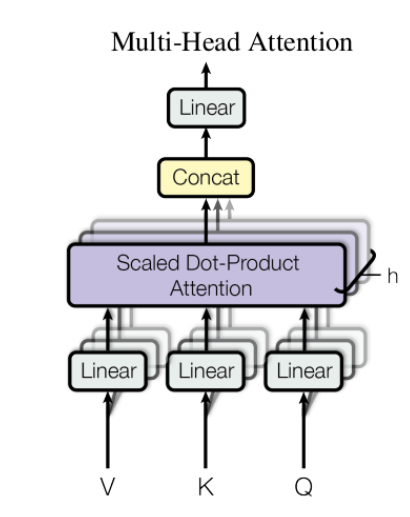 Multi-Head Attention
Linear
Concat
Scaled Dot-Product
Attention
h
Linear Linear Linear
V K Q